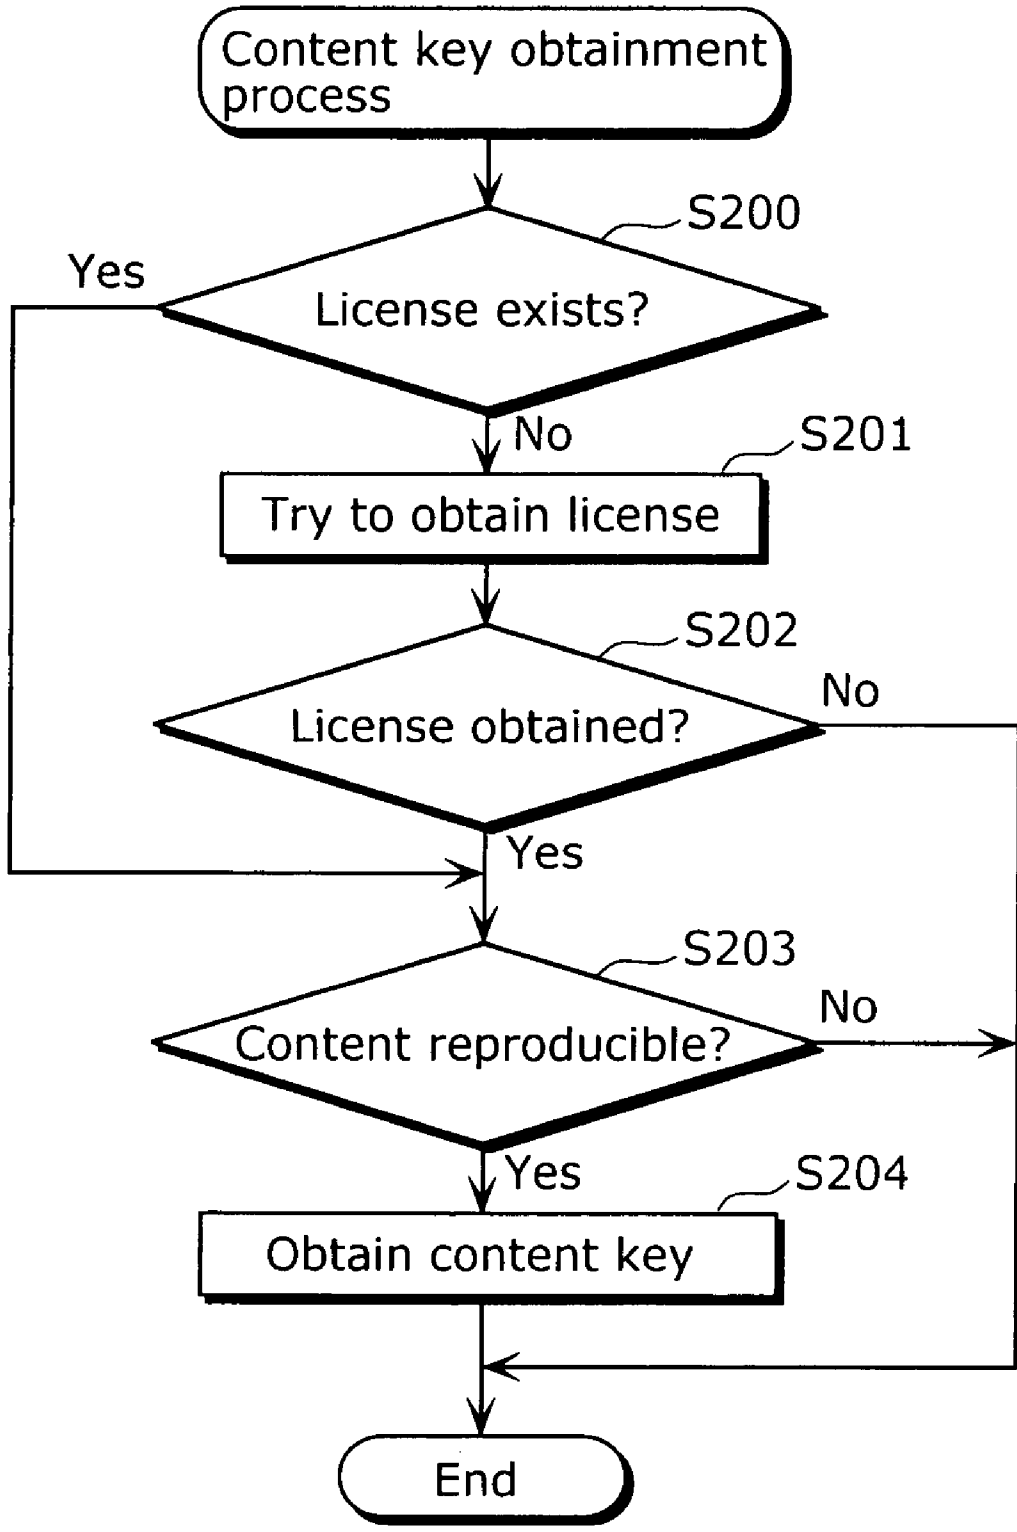 Content key obtainment
process
S200
Yes
License exists?
No
S201
Try to obtain license
S202
No
License obtained?
Yes
S203
No
Content reproducible?
Yes
S204
Obtain content key
End